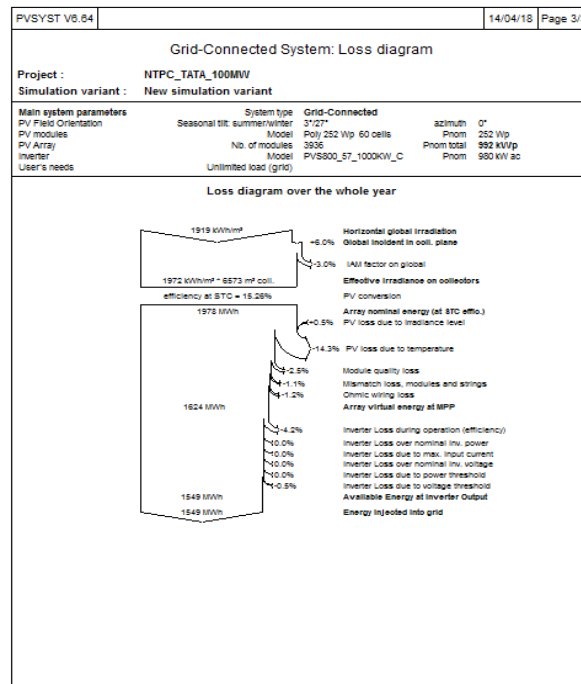 PVSYST V6.64 14/04/18 Page 3/
Grid-Connected System: Loss diagram
Project : NTPC_TATA_100MW
Simulation variant : New simulation variant
Main system parameters System type Grid-Connected
PV Field Orientation Seasonal tilt: summer/winter 3°/27° azimuth 0°
PV modules Model Poly 252 Wp 60 cells Pnom 252 Wp
PV Array Nb. of modules 3936 Pnom total 992 kWp
Inverter Model PVS800_57_1000KW_C Pnom 980 kW ac
User's needs Unlimited load (grid)
Loss diagram over the whole year
1919 kWh/m² Horizontal global irradiation
+6.0% Global incident in coll. plane
-3.0% IAM factor on global
1972 kWh/m² * 6573 m² coll. Effective irradiance on collectors
efficiency at STC = 15.26% PV conversion
1978 MWh Array nominal energy (at STC effic.)
+0.5% PV loss due to irradiance level
-14.3% PV loss due to temperature
-2.5% Module quality loss
-1.1% Mismatch loss, modules and strings
-1.2% Ohmic wiring loss
1624 MWh Array virtual energy at MPP
-4.2% Inverter Loss during operation (efficiency)
0.0% Inverter Loss over nominal inv. power
0.0% Inverter Loss due to max. input current
0.0% Inverter Loss over nominal inv. voltage
0.0% Inverter Loss due to power threshold
-0.5% Inverter Loss due to voltage threshold
1549 MWh Available Energy at Inverter Output
1549 MWh Energy injected into grid